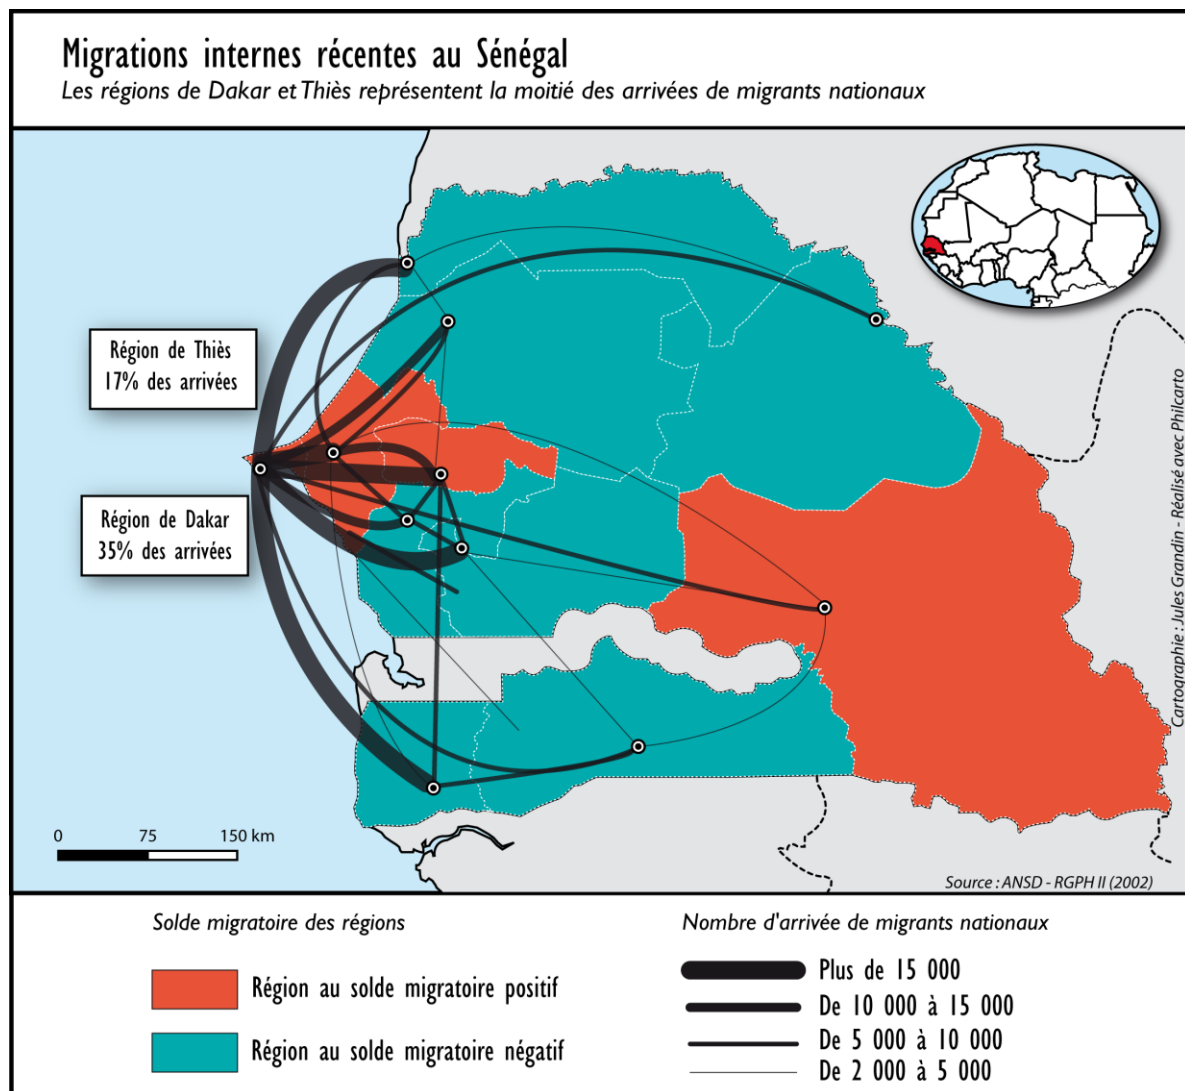 Migrations internes récentes au Sénégal
Les régions de Dakar et Thiès représentent la moitié des arrivées de migrants nationaux
Région de Thiès
17% des arrivées
Région de Dakar
35% des arrivées
Cartographie : Jules Grandin - Réalisé avec Philcarto
0 75 150 km
Source : ANSD - RGPH II (2002)
Solde migratoire des régions
Région au solde migratoire positif
Région au solde migratoire négatif
Nombre d'arrivée de migrants nationaux
Plus de 15 000
De 10 000 à 15 000
De 5 000 à 10 000
De 2 000 à 5 000